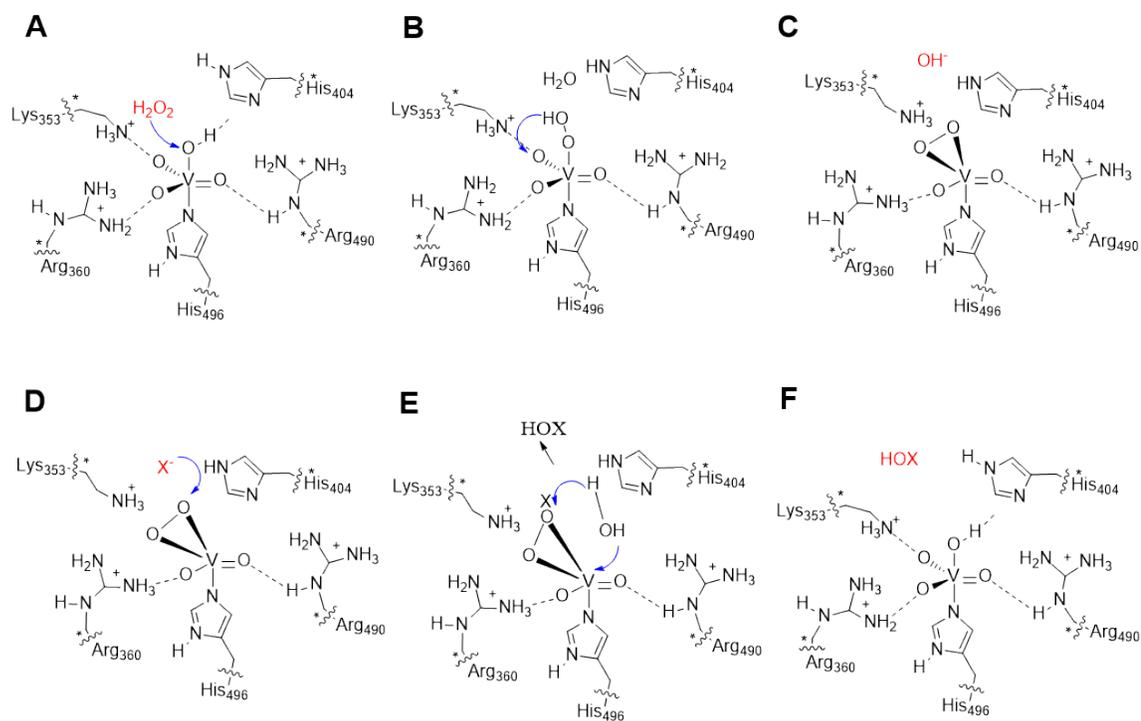 A
H
N
N
*
His₄₀₄
Lys₃₅₃
*
H₃N
+
H₂O₂
O
H
O
O
V
O
NH₃
H
N
+
NH₂
*
Arg₃₆₀
H₂N
+
NH₃
H
N
*
Arg₄₉₀
N
N
H
His₄₉₆
B
H₂O
HN
N
*
His₄₀₄
Lys₃₅₃
*
H₃N
+
HO
O
O
O
O
V
O
NH₂
H
N
+
NH₂
*
Arg₃₆₀
H₂N
+
NH₂
H
N
*
Arg₄₉₀
N
N
H
His₄₉₆
C
OH⁻
HN
N
*
His₄₀₄
Lys₃₅₃
*
+
NH₃
O
O
O
V
O
H₂N
+
NH₃
H
N
*
Arg₃₆₀
H₂N
+
NH₃
H
N
*
Arg₄₉₀
N
N
H
His₄₉₆
D
X⁻
HN
N
*
His₄₀₄
Lys₃₅₃
*
+
NH₃
O
O
O
V
O
H₂N
+
NH₃
H
N
*
Arg₃₆₀
H₂N
+
NH₃
H
N
*
Arg₄₉₀
N
N
H
His₄₉₆
E
HOX
H
OH
HN
N
*
His₄₀₄
Lys₃₅₃
*
+
NH₃
X
O
O
O
V
O
H₂N
+
NH₃
H
N
*
Arg₃₆₀
H₂N
+
NH₃
H
N
*
Arg₄₉₀
N
N
H
His₄₉₆
F
HOX
H
N
N
*
His₄₀₄
Lys₃₅₃
*
H₃N
+
O
H
O
O
V
O
NH₂
H
N
+
NH₂
*
Arg₃₆₀
H₂N
+
NH₃
H
N
*
Arg₄₉₀
N
N
H
His₄₉₆